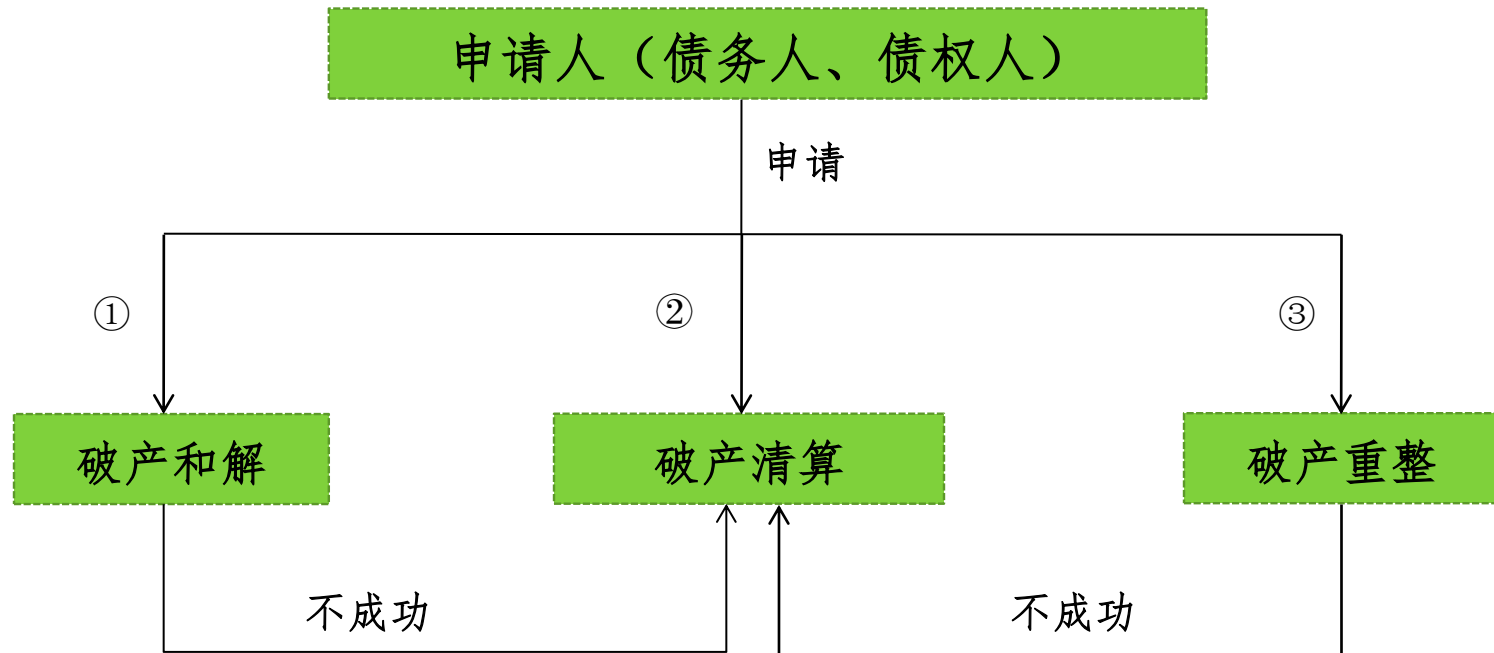 申请人（债务人、债权人）
申请
①
②
③
破产和解
破产清算
破产重整
不成功
不成功